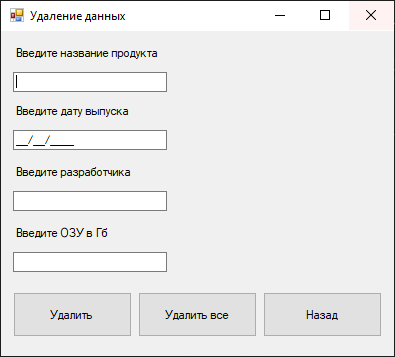 Удаление данных
Введите название продукта
Введите дату выпуска
__/__/____
Введите разработчика
Введите ОЗУ в Гб
Удалить
Удалить все
Назад